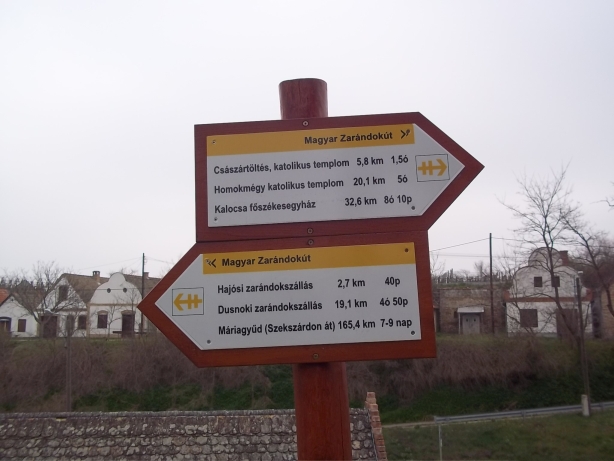 Magyar Zarándokút
Császártöltés, katolikus templom 5,8 km 1,5ó
Homokmégy katolikus templom 20,1 km 5ó
Kalocsa főszékesegyház 32,6 km 8ó 10p
Magyar Zarándokút
Hajósi zarándokszállás 2,7 km 40p
Dusnoki zarándokszállás 19,1 km 4ó 50p
Máriagyűd (Szekszárdon át) 165,4 km 7-9 nap